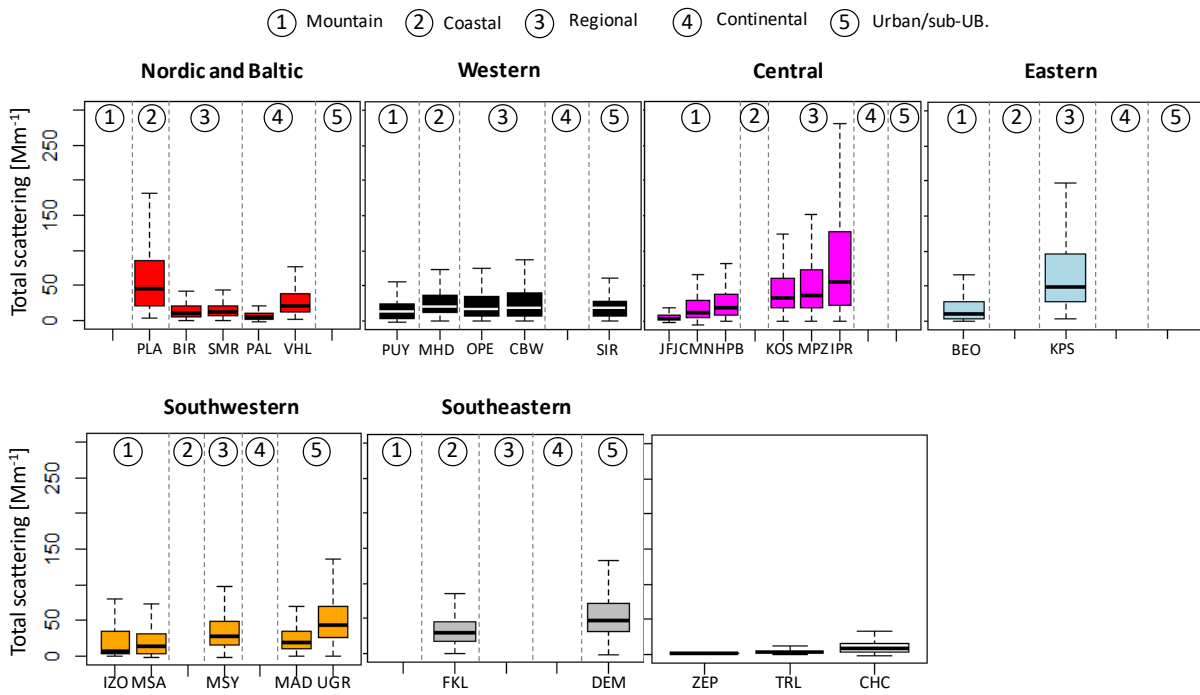 1 Mountain 2 Coastal 3 Regional 4 Continental 5 Urban/sub-UB.
Nordic and Baltic Western Central Eastern
1 2 3 4 5 1 2 3 4 5 1 2 3 4 5 1 2 3 4 5
Total scattering [Mm-1]
250
150
50
0
PLA BIR SMR PAL VHL PUY MHD OPE CBW SIR JFJ CMN HPB KOS MPZ IPR BEO KPS
Southwestern Southeastern
1 2 3 4 5 1 2 3 4 5
Total scattering [Mm-1]
250
150
50
0
IZO MSA MSY MAD UGR FKL DEM ZEP TRL CHC